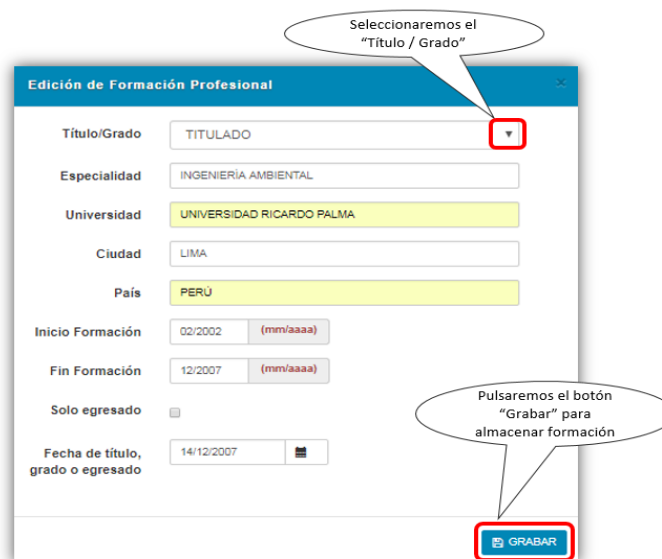 Seleccionaremos el
“Título / Grado”
Edición de Formación Profesional
×
Título/Grado
TITULADO
Especialidad
INGENIERÍA AMBIENTAL
Universidad
UNIVERSIDAD RICARDO PALMA
Ciudad
LIMA
País
PERÚ
Inicio Formación
02/2002
(mm/aaaa)
Fin Formación
12/2007
(mm/aaaa)
Solo egresado
Fecha de título,
grado o egresado
14/12/2007
Pulsaremos el botón
“Grabar” para
almacenar formación
GRABAR